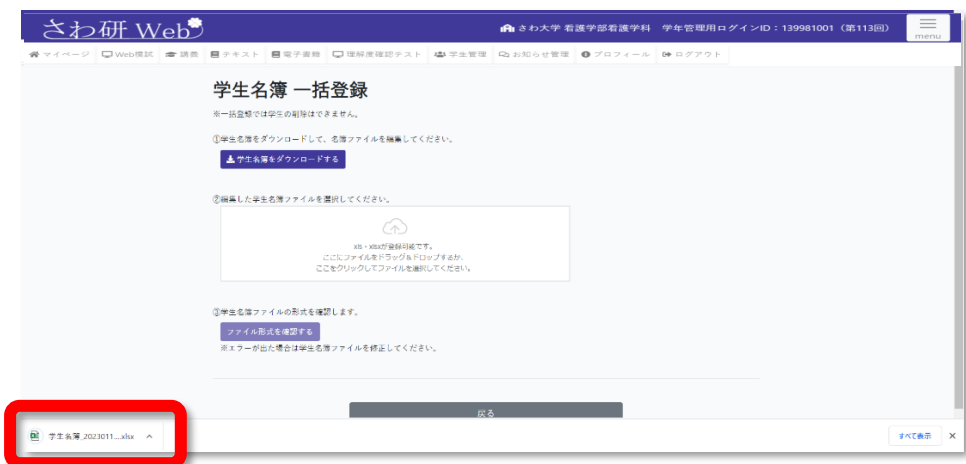 さわ研 Web
さわ大学 看護学部看護学科 学年管理用ログインID：139981001（第113回）
menu
マイページ Web模試 講義 テキスト 電子書籍 理解度確認テスト 学生管理 お知らせ管理 プロフィール ログアウト
学生名簿 一括登録
※一括登録では学生の削除はできません。
①学生名簿をダウンロードして、名簿ファイルを編集してください。
学生名簿をダウンロードする
②編集した学生名簿ファイルを選択してください。
xls・xlsxが登録可能です。
ここにファイルをドラッグ&ドロップするか、
ここをクリックしてファイルを選択してください。
③学生名簿ファイルの形式を確認します。
ファイル形式を確認する
※エラーが出た場合は学生名簿ファイルを修正してください。
戻る
学生名簿_2023011....xlsx
すべて表示